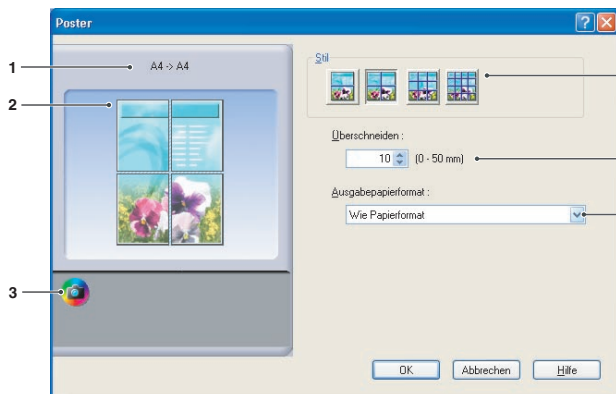 Poster
1
A4 -> A4
2
3
Stil
Überschneiden :
10 (0 - 50 mm)
Ausgabepapierformat :
Wie Papierformat
OK Abbrechen Hilfe